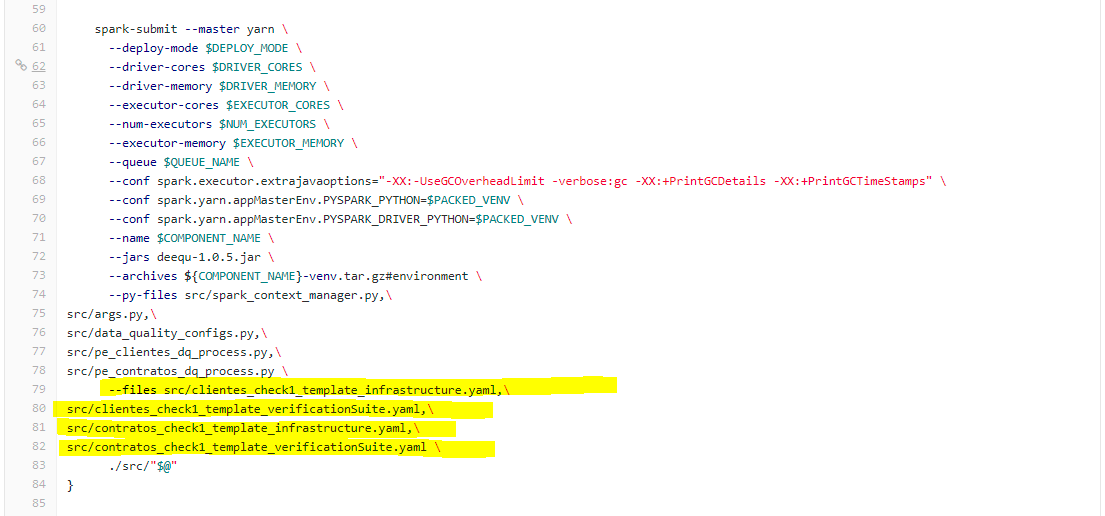 59
60 spark-submit --master yarn \
61 --deploy-mode $DEPLOY_MODE \
62 --driver-cores $DRIVER_CORES \
63 --driver-memory $DRIVER_MEMORY \
64 --executor-cores $EXECUTOR_CORES \
65 --num-executors $NUM_EXECUTORS \
66 --executor-memory $EXECUTOR_MEMORY \
67 --queue $QUEUE_NAME \
68 --conf spark.executor.extrajavaoptions="-XX:-UseGCOverheadLimit -verbose:gc -XX:+PrintGCDetails -XX:+PrintGCTimeStamps" \
69 --conf spark.yarn.appMasterEnv.PYSPARK_PYTHON=$PACKED_VENV \
70 --conf spark.yarn.appMasterEnv.PYSPARK_DRIVER_PYTHON=$PACKED_VENV \
71 --name $COMPONENT_NAME \
72 --jars deequ-1.0.5.jar \
73 --archives ${COMPONENT_NAME}-venv.tar.gz#environment \
74 --py-files src/spark_context_manager.py,\
75 src/args.py,\
76 src/data_quality_configs.py,\
77 src/pe_clientes_dq_process.py,\
78 src/pe_contratos_dq_process.py \
79 --files src/clientes_check1_template_infrastructure.yaml,\
80 src/clientes_check1_template_verificationSuite.yaml,\
81 src/contratos_check1_template_infrastructure.yaml,\
82 src/contratos_check1_template_verificationSuite.yaml \
83 ./src/"$@"
84 }
85